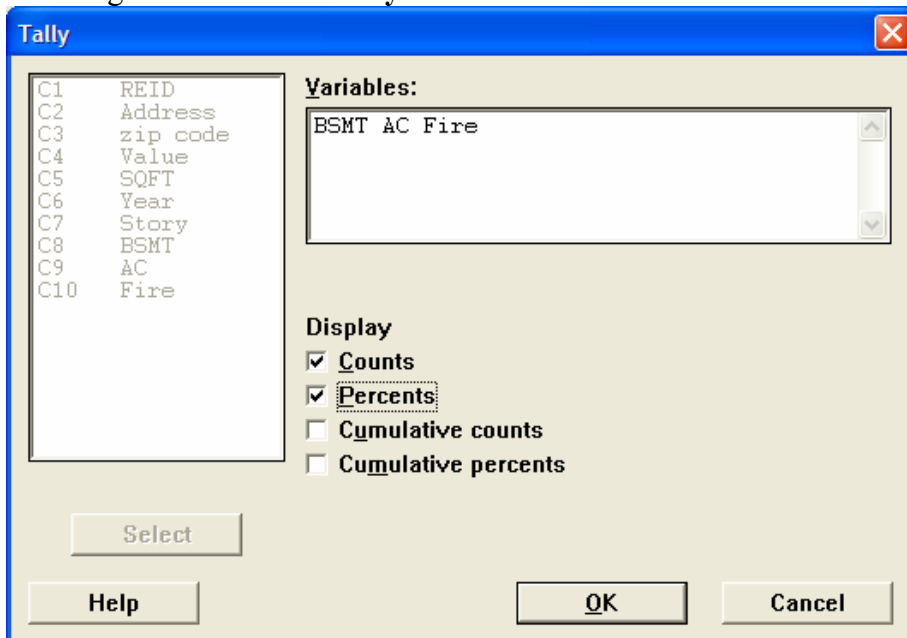 Tally
C1 REID
C2 Address
C3 zip code
C4 Value
C5 SQFT
C6 Year
C7 Story
C8 BSMT
C9 AC
C10 Fire
Variables:
BSMT AC Fire
Display
Counts
Percents
Cumulative counts
Cumulative percents
Select
Help
OK
Cancel